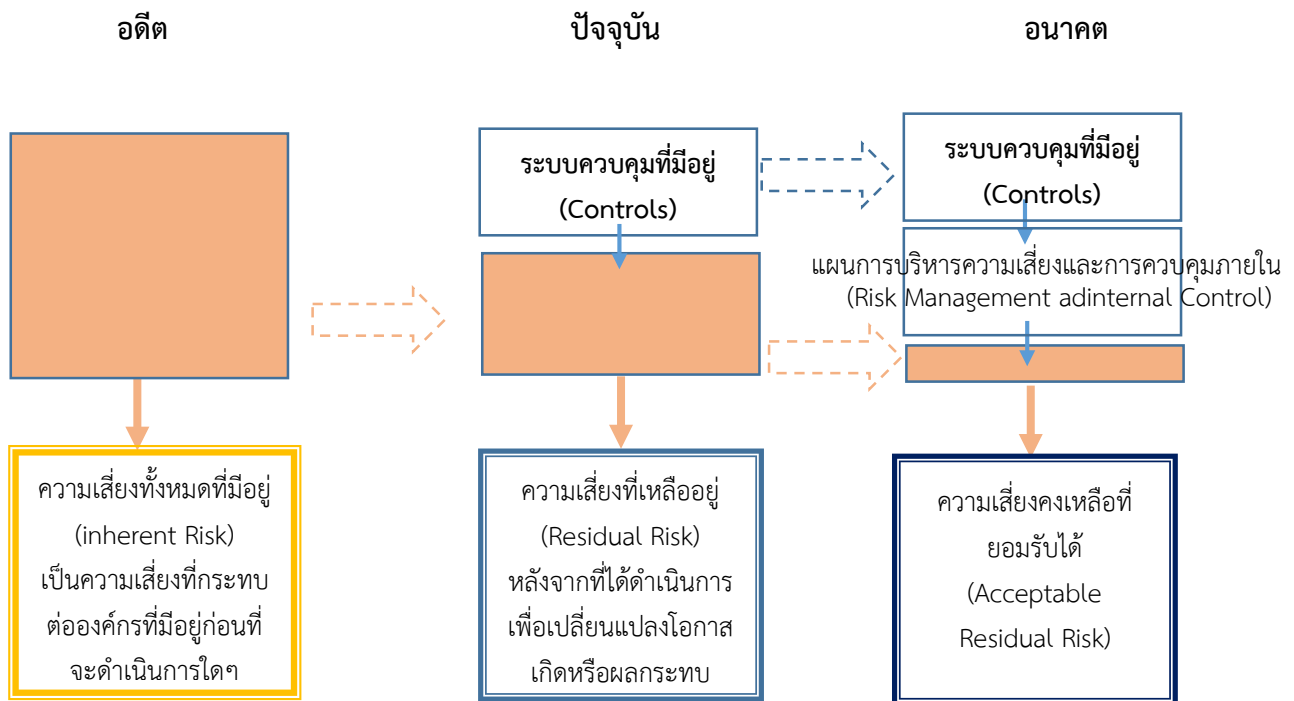 อดีต
ปัจจุบัน
อนาคต
ระบบควบคุมที่มีอยู่
(Controls)
ระบบควบคุมที่มีอยู่
(Controls)
แผนการบริหารความเสี่ยงและการควบคุมภายใน
(Risk Management adinternal Control)
ความเสี่ยงทั้งหมดที่มีอยู่
(inherent Risk)
เป็นความเสี่ยงที่กระทบ
ต่อองค์กรที่มีอยู่ก่อนที่
จะดำเนินการใดๆ
ความเสี่ยงที่เหลืออยู่
(Residual Risk)
หลังจากที่ได้ดำเนินการ
เพื่อเปลี่ยนแปลงโอกาส
เกิดหรือผลกระทบ
ความเสี่ยงคงเหลือที่
ยอมรับได้
(Acceptable
Residual Risk)